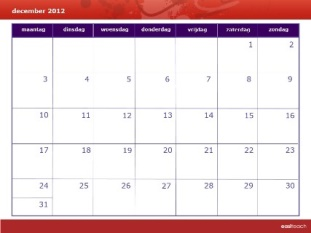 december 2012
maandag dinsdag woensdag donderdag vrijdag zaterdag zondag
1 2
3 4 5 6 7 8 9
10 11 12 13 14 15 16
17 18 19 20 21 22 23
24 25 26 27 28 29 30
31